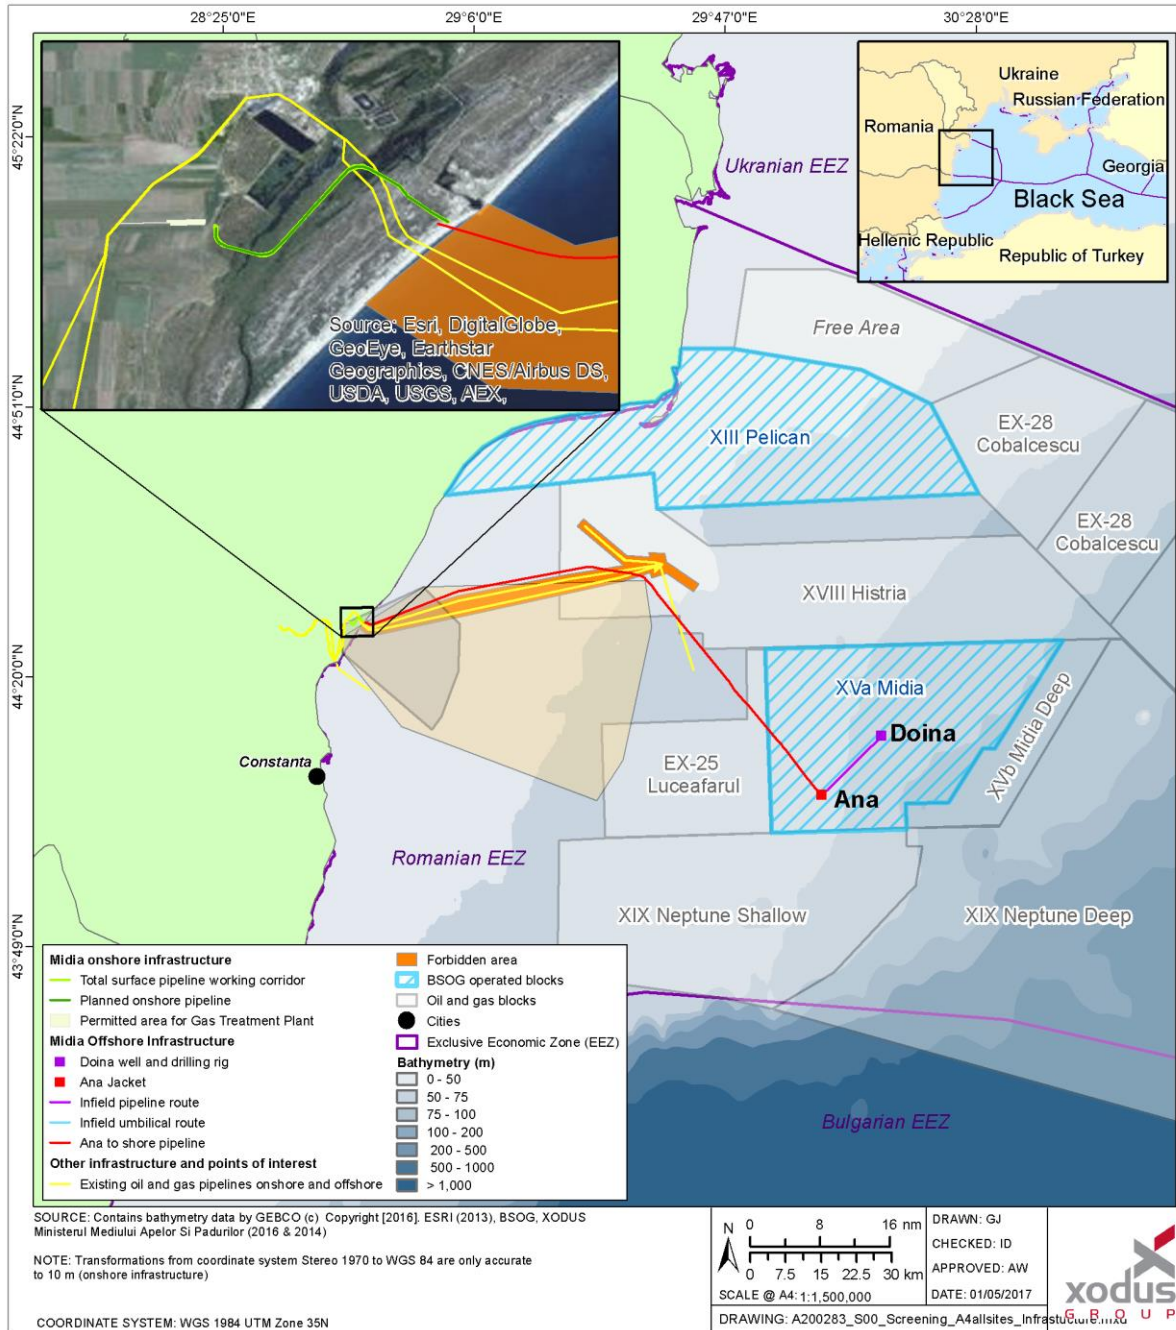 28°25'0"E
29°6'0"E
29°47'0"E
30°28'0"E
45°22'0"N
44°51'0"N
44°20'0"N
43°49'0"N
Source: Esri, DigitalGlobe,
GeoEye, Earthstar
Geographics, CNES/Airbus DS,
USDA, USGS, AEX,
Ukraine
Russian Federation
Romania
Georgia
Black Sea
Hellenic Republic
Republic of Turkey
Ukranian EEZ
Free Area
XIII Pelican
EX-28
Cobalcescu
EX-28
Cobalcescu
XVIII Histria
XVa Midia
Doina
XVb Midia Deep
Constanta
EX-25
Luceafarul
Ana
Romanian EEZ
XIX Neptune Shallow
XIX Neptune Deep
Bulgarian EEZ
Midia onshore infrastructure
Total surface pipeline working corridor
Planned onshore pipeline
Permitted area for Gas Treatment Plant
Midia Offshore Infrastructure
Doina well and drilling rig
Ana Jacket
Infield pipeline route
Infield umbilical route
Ana to shore pipeline
Other infrastructure and points of interest
Existing oil and gas pipelines onshore and offshore
Forbidden area
BSOG operated blocks
Oil and gas blocks
Cities
Exclusive Economic Zone (EEZ)
Bathymetry (m)
0 - 50
50 - 75
75 - 100
100 - 200
200 - 500
500 - 1000
> 1,000
SOURCE: Contains bathymetry data by GEBCO (c) Copyright [2016]. ESRI (2013), BSOG, XODUS
Ministerul Mediului Apelor Si Padurilor (2016 & 2014)
NOTE: Transformations from coordinate system Stereo 1970 to WGS 84 are only accurate
to 10 m (onshore infrastructure)
COORDINATE SYSTEM: WGS 1984 UTM Zone 35N
N
0 8 16 nm
0 7.5 15 22.5 30 km
SCALE @ A4: 1:1,500,000
DRAWN: GJ
CHECKED: ID
APPROVED: AW
DATE: 01/05/2017
DRAWING: A200283_S00_Screening_A4allsites_Infrastucture.mxd
xodus
GROUP